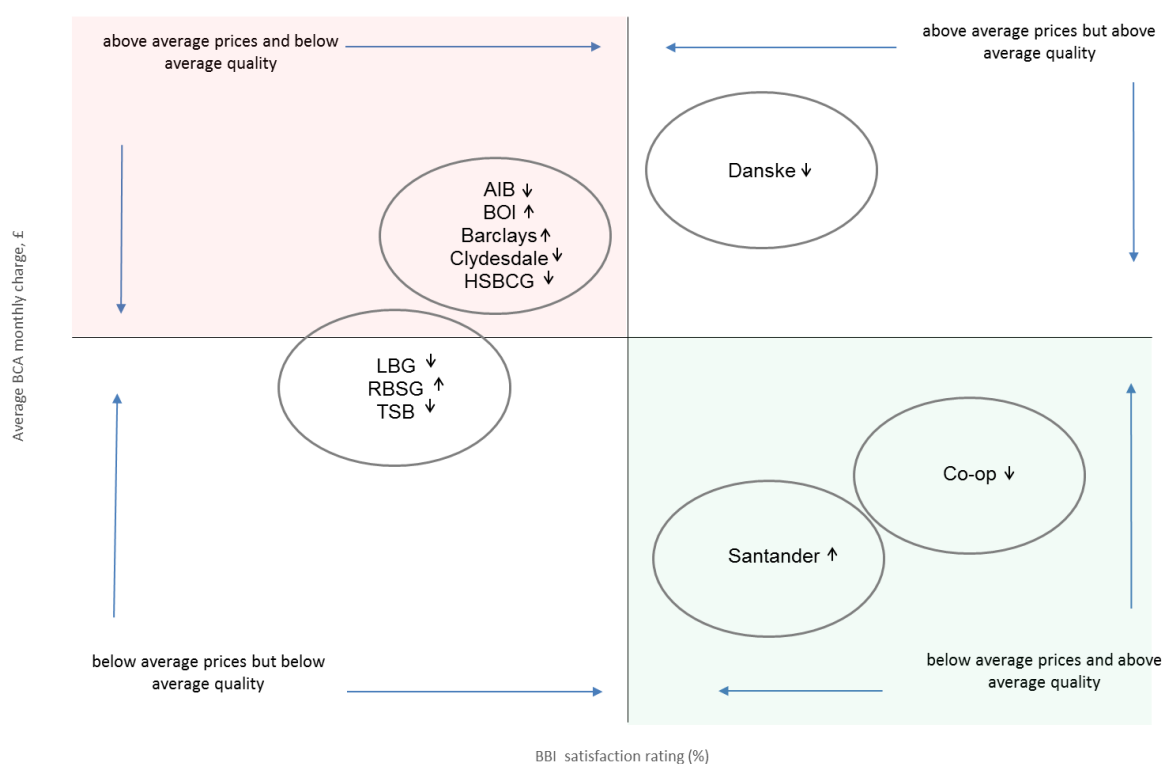 above average prices and below
average quality
above average prices but above
average quality
Danske ↓
AIB ↓
BOI ↑
Barclays ↑
Clydesdale ↓
HSBCG ↓
Average BCA monthly charge, £
LBG ↓
RBSG ↑
TSB ↓
Co-op ↓
Santander ↑
below average prices but below
average quality
below average prices and above
average quality
BBI satisfaction rating (%)